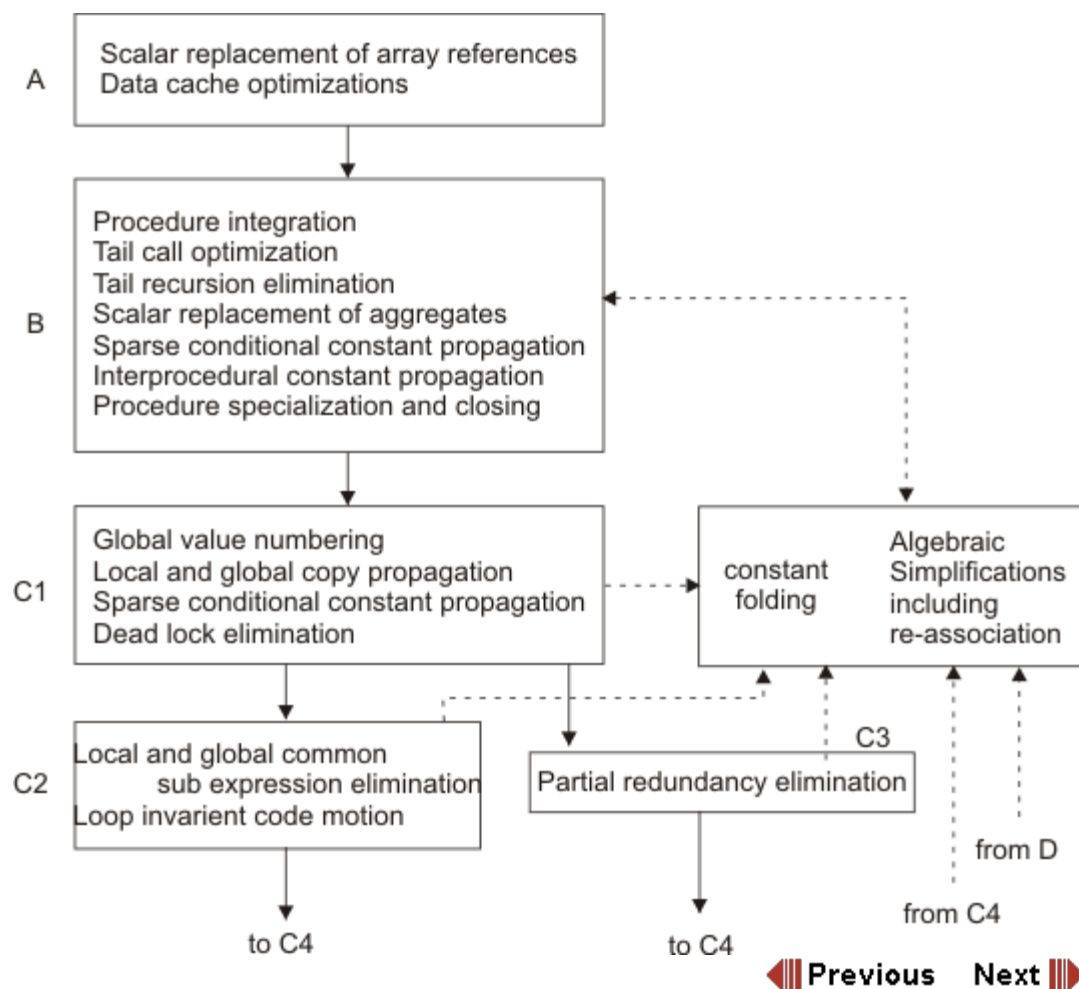 A
Scalar replacement of array references
Data cache optimizations
B
Procedure integration
Tail call optimization
Tail recursion elimination
Scalar replacement of aggregates
Sparse conditional constant propagation
Interprocedural constant propagation
Procedure specialization and closing
C1
Global value numbering
Local and global copy propagation
Sparse conditional constant propagation
Dead lock elimination
constant
folding
Algebraic
Simplifications
including
re-association
C2
Local and global common
sub expression elimination
Loop invarient code motion
C3
Partial redundancy elimination
from D
from C4
to C4
to C4
Previous Next